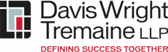 Davis Wright
Tremaine LLP
DEFINING SUCCESS TOGETHER